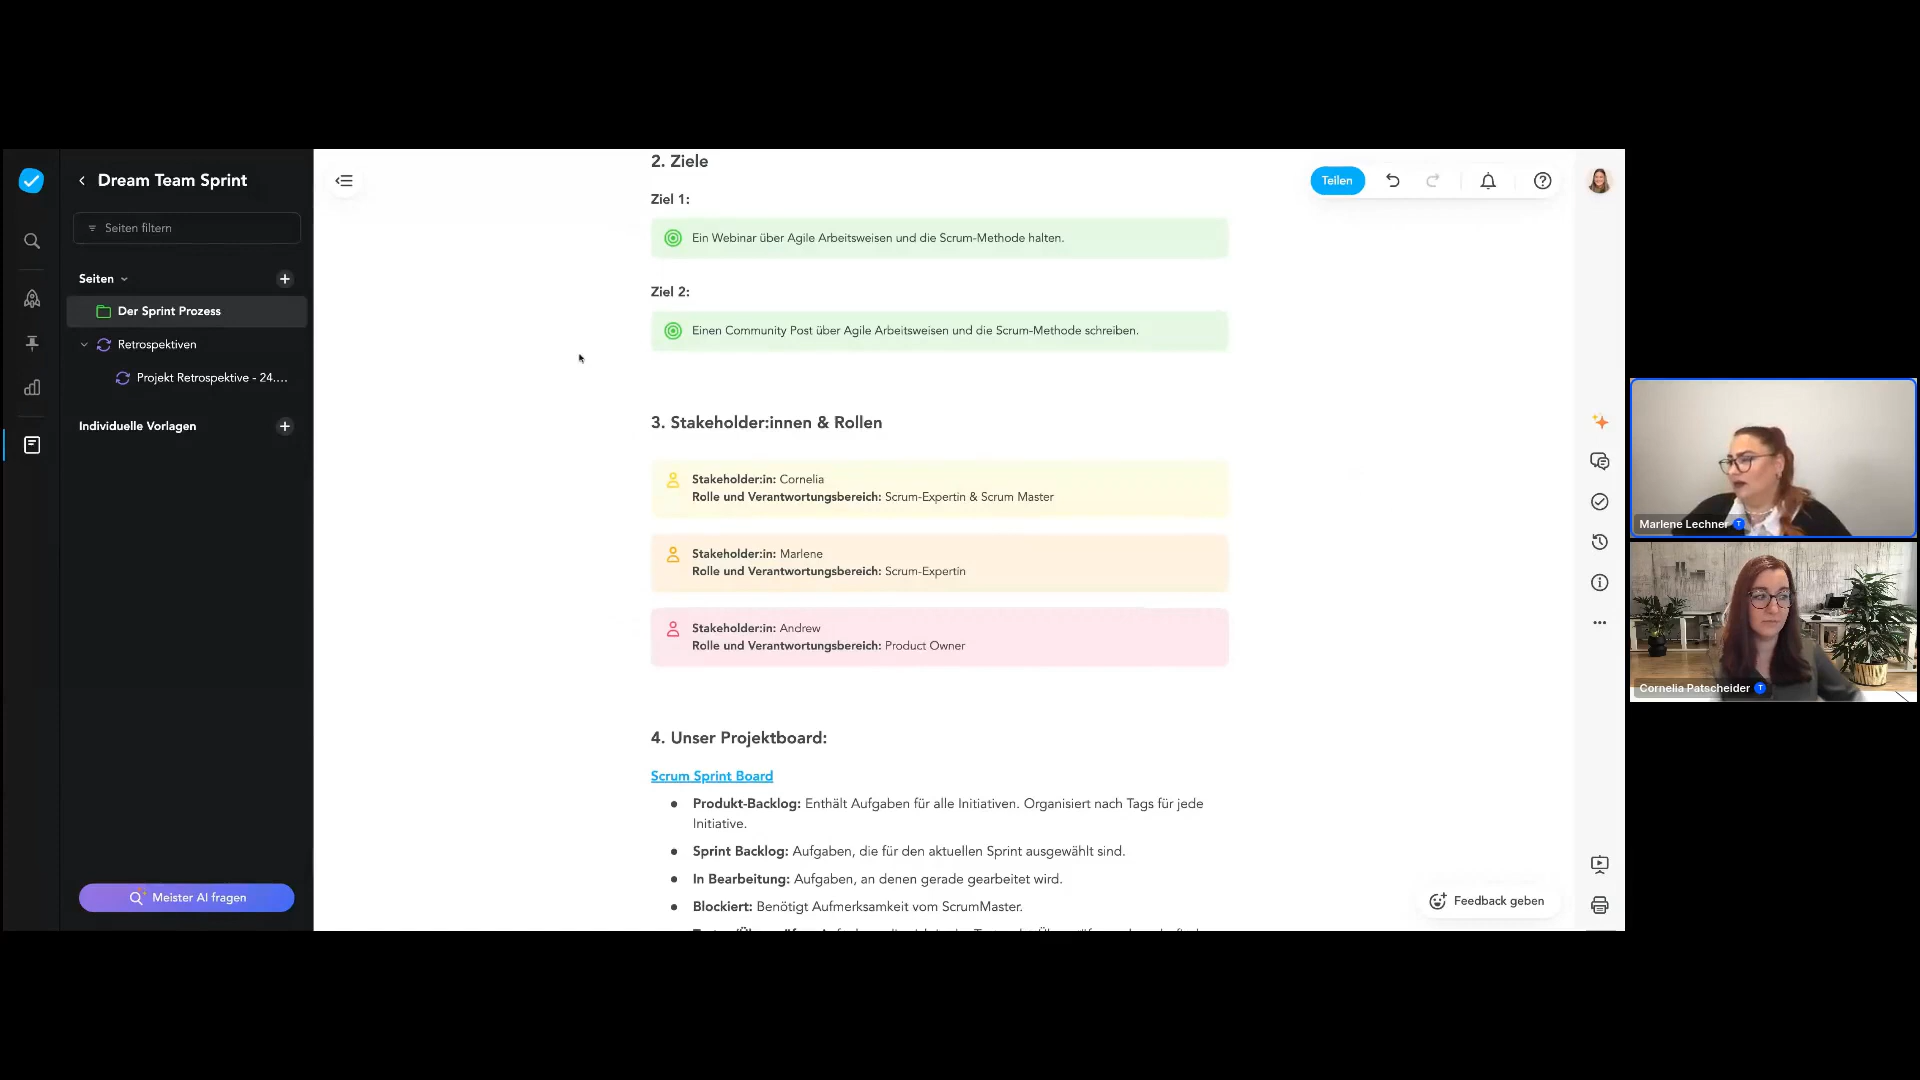 Dream Team Sprint
Seiten filtern
Seiten
Der Sprint Prozess
Retrospektiven
Projekt Retrospektive - 24....
Individuelle Vorlagen
Meister AI fragen
2. Ziele
Teilen
Ziel 1:
Ein Webinar über Agile Arbeitsweisen und die Scrum-Methode halten.
Ziel 2:
Einen Community Post über Agile Arbeitsweisen und die Scrum-Methode schreiben.
3. Stakeholder:innen & Rollen
Stakeholder:in: Cornelia
Rolle und Verantwortungsbereich: Scrum-Expertin & Scrum Master
Stakeholder:in: Marlene
Rolle und Verantwortungsbereich: Scrum-Expertin
Stakeholder:in: Andrew
Rolle und Verantwortungsbereich: Product Owner
4. Unser Projektboard:
Scrum Sprint Board
Produkt-Backlog: Enthält Aufgaben für alle Initiativen. Organisiert nach Tags für jede
Initiative.
Sprint Backlog: Aufgaben, die für den aktuellen Sprint ausgewählt sind.
In Bearbeitung: Aufgaben, an denen gerade gearbeitet wird.
Blockiert: Benötigt Aufmerksamkeit vom ScrumMaster.
Feedback geben
Marlene Lechner T
Cornelia Patscheider T